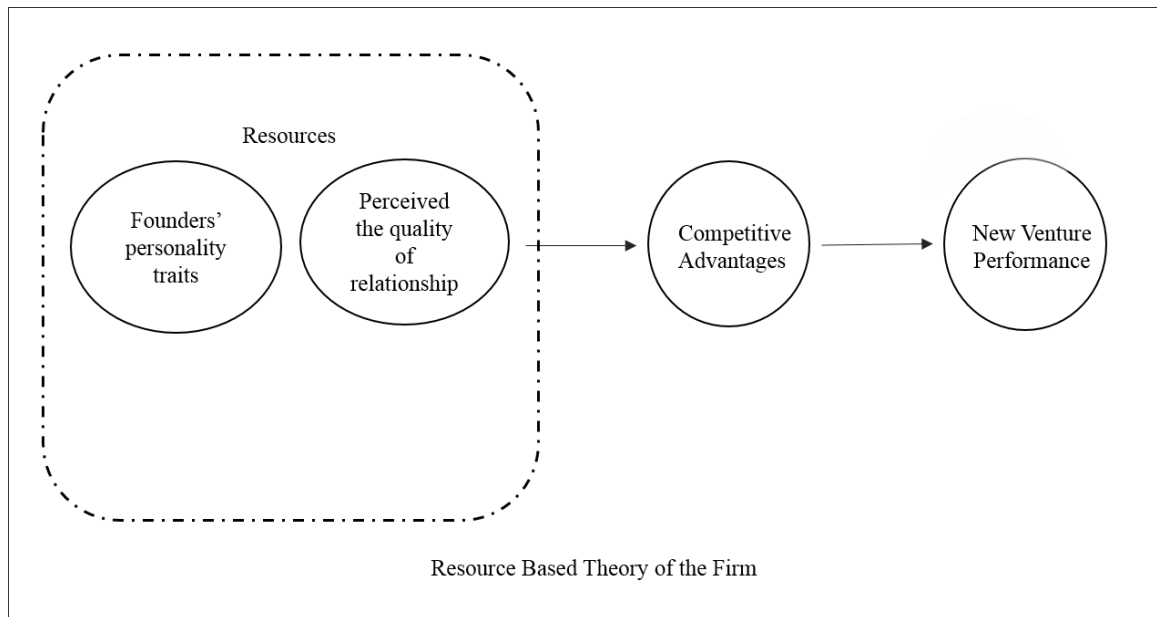 Resources
Founders’
personality
traits
Perceived
the quality
of
relationship
Competitive
Advantages
New Venture
Performance
Resource Based Theory of the Firm